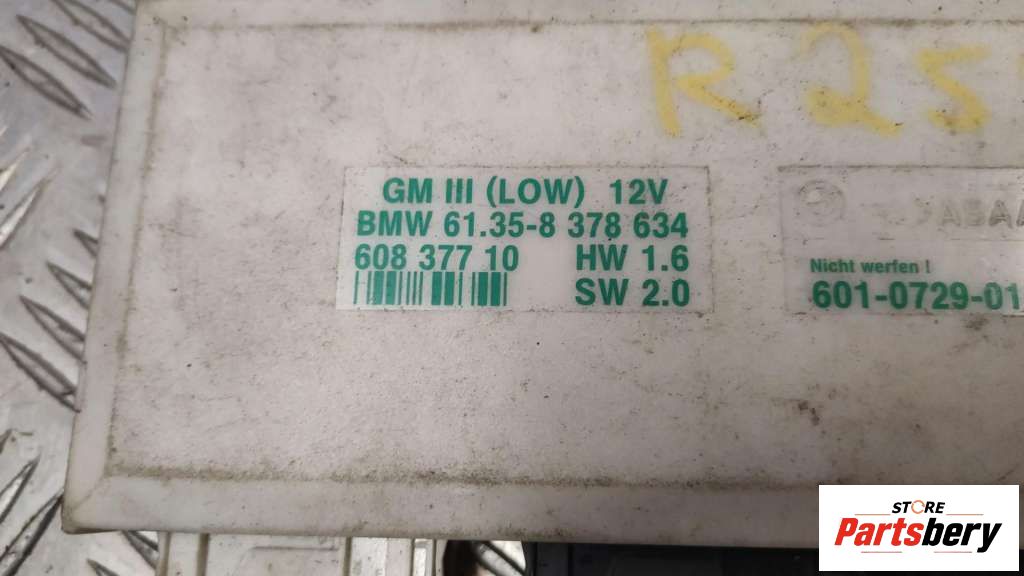 R25
GM III (LOW) 12V
BMW 61.35-8 378 634
608 377 10 HW 1.6
SW 2.0
Nicht werfen !
601-0729-01
STORE
Partsbery